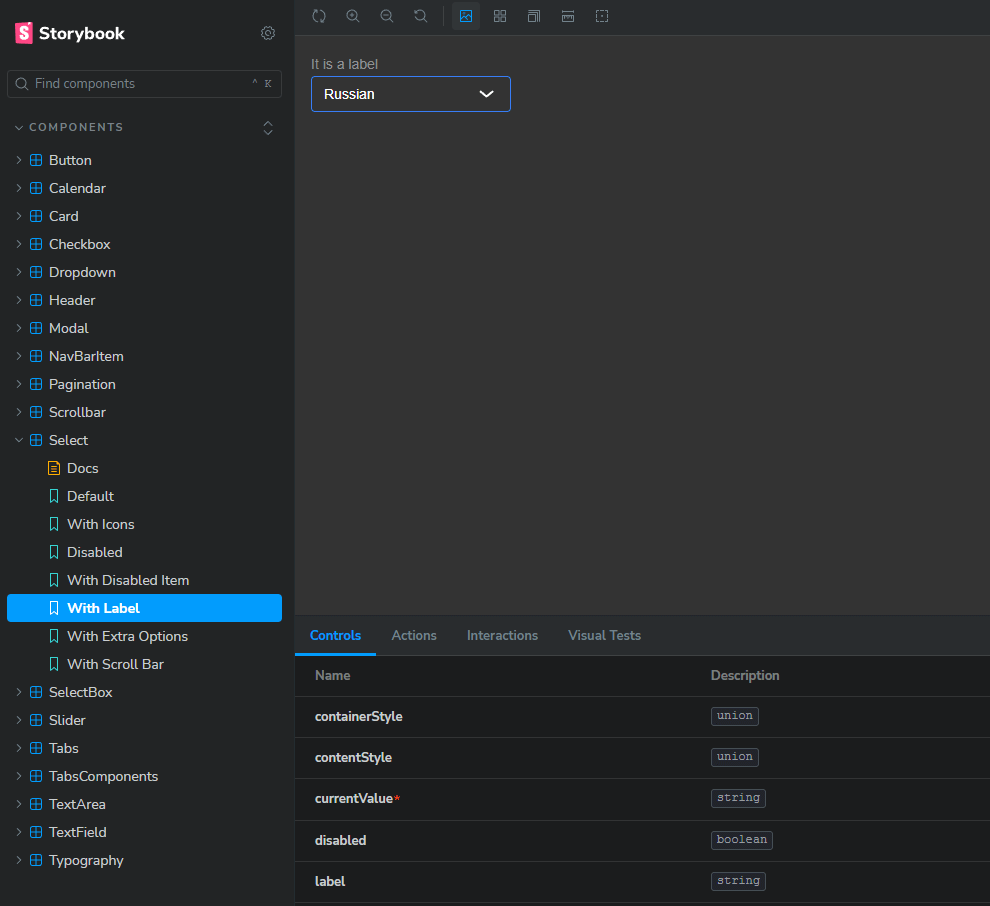 Storybook
Find components
^ K
COMPONENTS
Button
Calendar
Card
Checkbox
Dropdown
Header
Modal
NavBarItem
Pagination
Scrollbar
Select
Docs
Default
With Icons
Disabled
With Disabled Item
With Label
With Extra Options
With Scroll Bar
SelectBox
Slider
Tabs
TabsComponents
TextArea
TextField
Typography
It is a label
Russian
Controls Actions Interactions Visual Tests
Name Description
containerStyle union
contentStyle union
currentValue* string
disabled boolean
label string